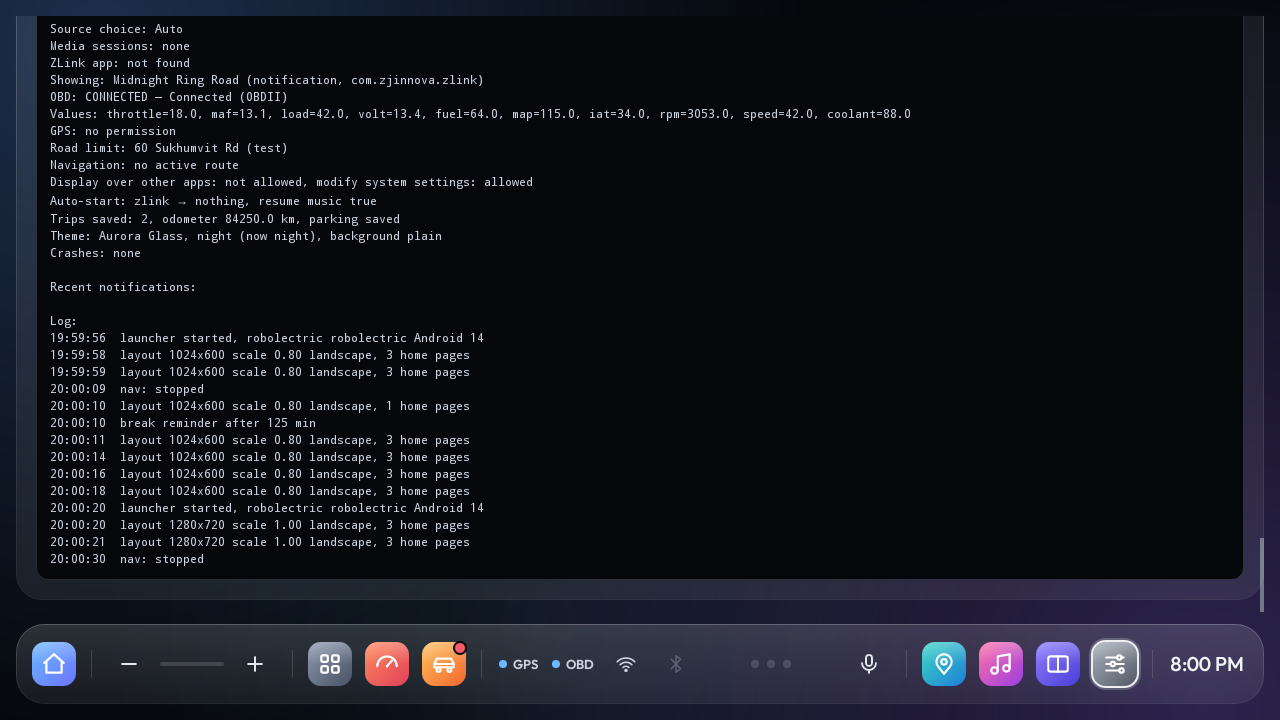 Source choice: Auto
Media sessions: none
ZLink app: not found
Showing: Midnight Ring Road (notification, com.zjinnova.zlink)
OBD: CONNECTED — Connected (OBDII)
Values: throttle=18.0, maf=13.1, load=42.0, volt=13.4, fuel=64.0, map=115.0, iat=34.0, rpm=3053.0, speed=42.0, coolant=88.0
GPS: no permission
Road limit: 60 Sukhumvit Rd (test)
Navigation: no active route
Display over other apps: not allowed, modify system settings: allowed
Auto-start: zlink → nothing, resume music true
Trips saved: 2, odometer 84250.0 km, parking saved
Theme: Aurora Glass, night (now night), background plain
Crashes: none
Recent notifications:
Log:
19:59:56  launcher started, robolectric robolectric Android 14
19:59:58  layout 1024x600 scale 0.80 landscape, 3 home pages
19:59:59  layout 1024x600 scale 0.80 landscape, 3 home pages
20:00:09  nav: stopped
20:00:10  layout 1024x600 scale 0.80 landscape, 1 home pages
20:00:10  break reminder after 125 min
20:00:11  layout 1024x600 scale 0.80 landscape, 3 home pages
20:00:14  layout 1024x600 scale 0.80 landscape, 3 home pages
20:00:16  layout 1024x600 scale 0.80 landscape, 3 home pages
20:00:18  layout 1024x600 scale 0.80 landscape, 3 home pages
20:00:20  launcher started, robolectric robolectric Android 14
20:00:20  layout 1280x720 scale 1.00 landscape, 3 home pages
20:00:21  layout 1280x720 scale 1.00 landscape, 3 home pages
20:00:30  nav: stopped
GPS OBD 8:00 PM